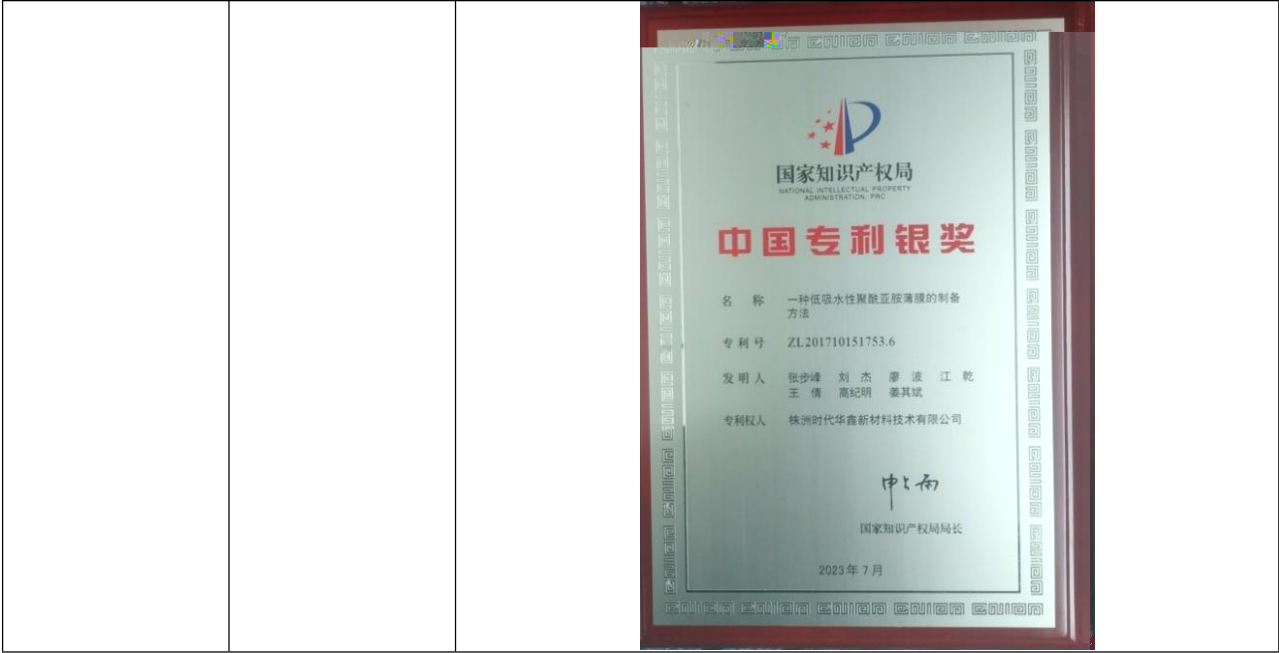 国家知识产权局
NATIONAL INTELLECTUAL PROPERTY
ADMINISTRATION, PRC
中国专利银奖
名 称 一种低吸水性聚酰亚胺薄膜的制备
方法
专利号 ZL201710151753.6
发明人 张步峰 刘 杰 廖 波 江 乾
王 倩 高纪明 姜其斌
专利权人 株洲时代华鑫新材料技术有限公司
申长雨
国家知识产权局局长
2023年7月